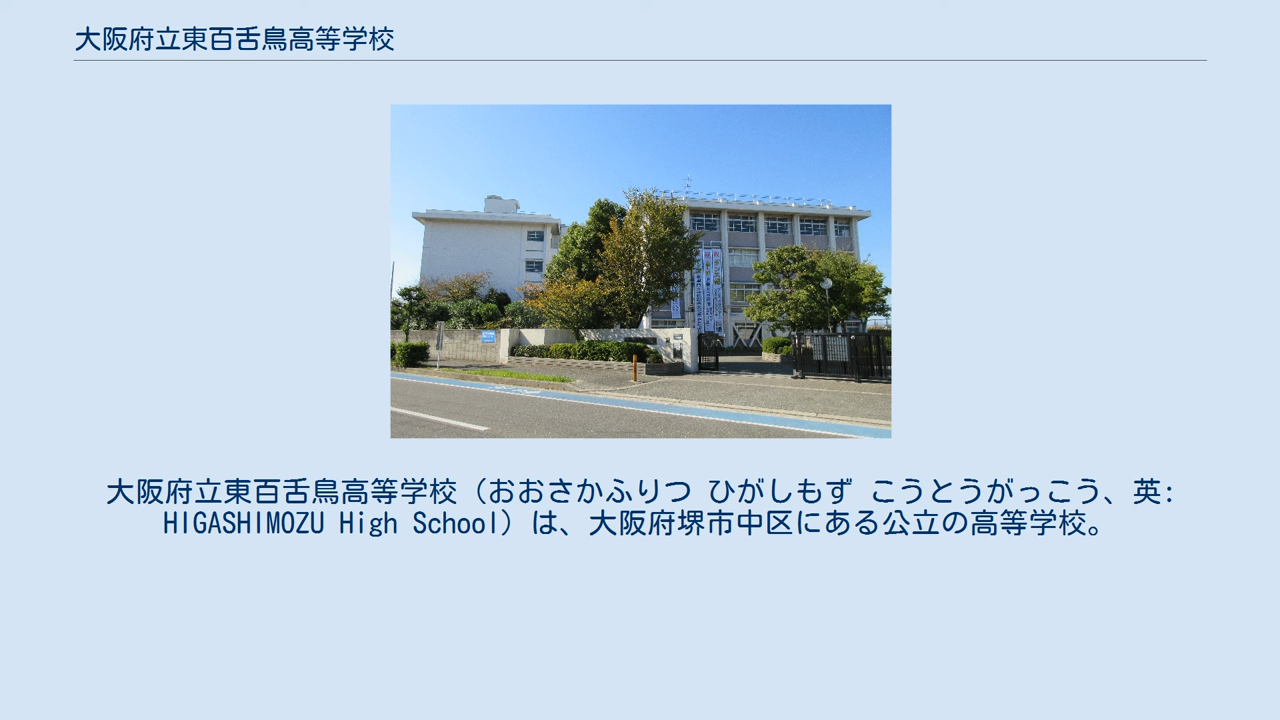 大阪府立東百舌鳥高等学校
大阪府立東百舌鳥高等学校（おおさかふりつ ひがしもず こうとうがっこう、英:
HIGASHIMOZU High School）は、大阪府堺市中区にある公立の高等学校。